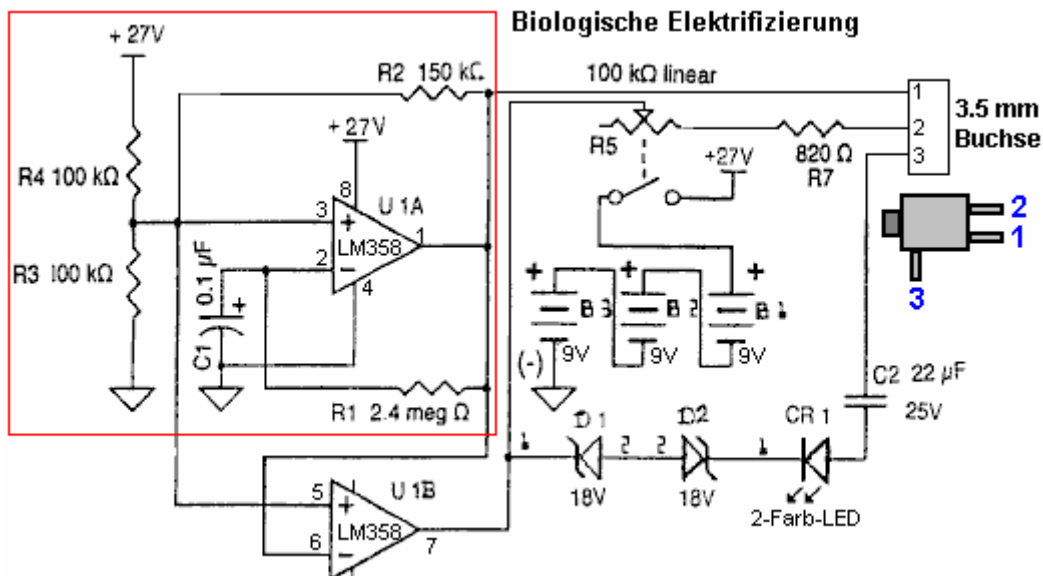 Biologische Elektrifizierung
+ 27V
R2 150 kΩ
100 kΩ linear
1
3.5 mm
Buchse
2
3
+ 27V
R5
820 Ω
R7
+27V
R4 100 kΩ
8
U 1A
3
+
LM358
1
2
−
4
2
1
3
R3 100 kΩ
0.1 µF
+
C1
+
+
+
B 3
B 2
B 1
9V
9V
9V
(-)
R1 2.4 meg Ω
C2 22 µF
25V
1
D 1
2
2
D2
1
CR 1
18V
18V
2-Farb-LED
U 1B
5
+
LM358
7
6
−